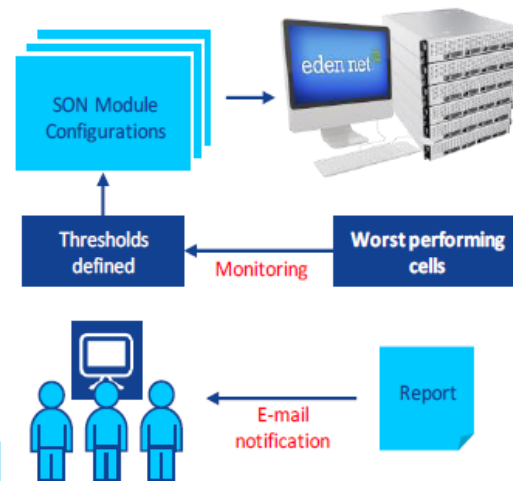 SON Module
Configurations
eden net
Thresholds
defined
Monitoring
Worst performing
cells
E-mail
notification
Report